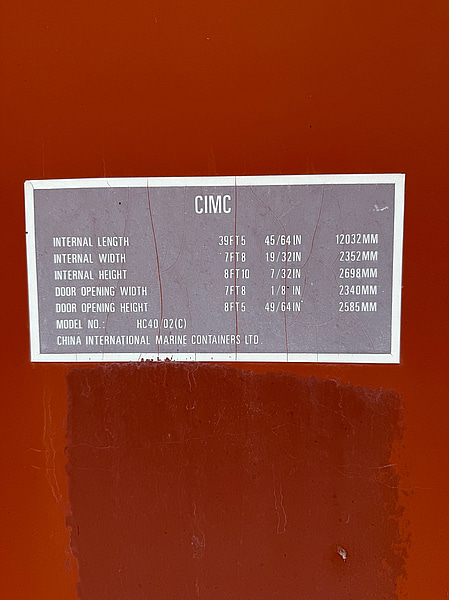 CIMC
INTERNAL LENGTH 39FT5 45/64IN 12032MM
INTERNAL WIDTH 7FT8 19/32IN 2352MM
INTERNAL HEIGHT 8FT10 7/32IN 2698MM
DOOR OPENING WIDTH 7FT8 1/8 IN 2340MM
DOOR OPENING HEIGHT 8FT5 49/64IN 2585MM
MODEL NO.: HC40/02(C)
CHINA INTERNATIONAL MARINE CONTAINERS LTD